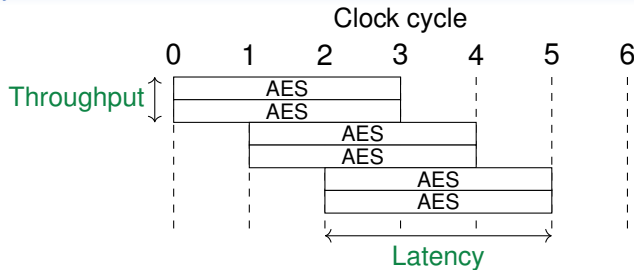 Clock cycle
0 1 2 3 4 5 6
Throughput
AES
AES
AES
AES
AES
AES
Latency